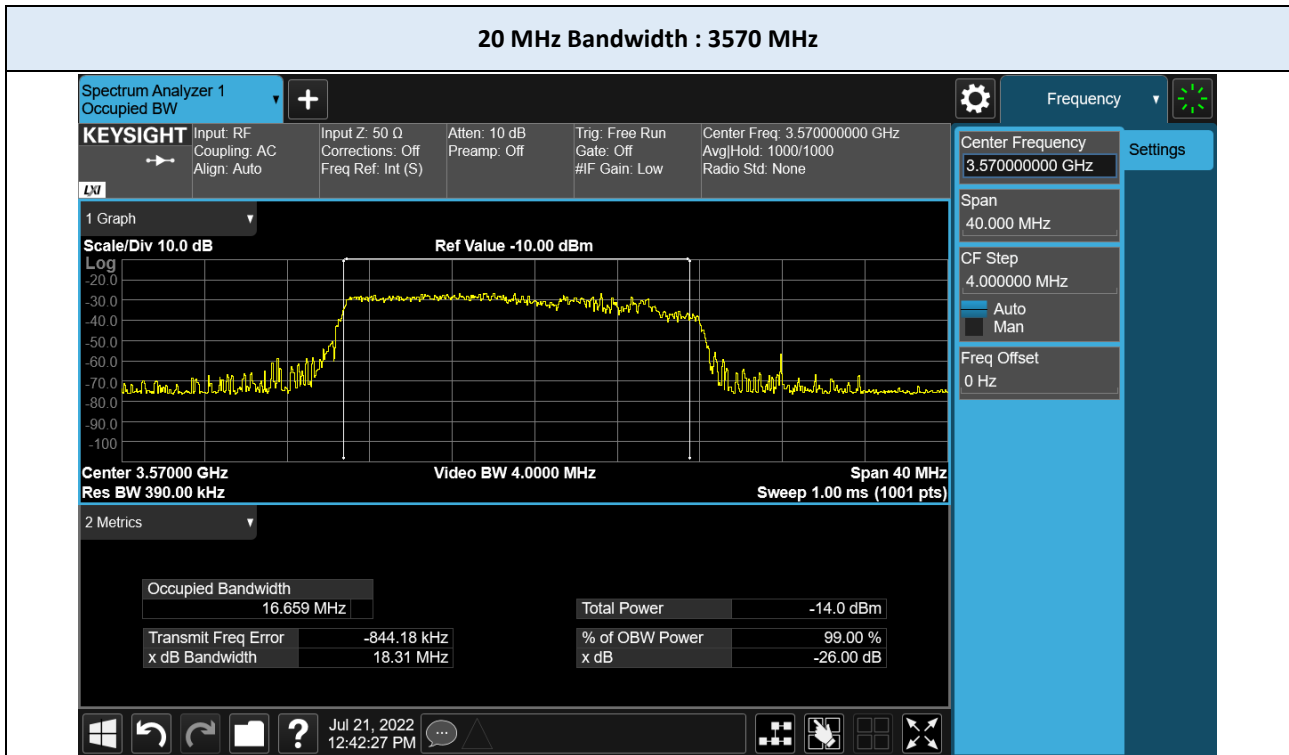 20 MHz Bandwidth : 3570 MHz
Spectrum Analyzer 1
Occupied BW
Frequency
KEYSIGHT
LXI
Input: RF
Coupling: AC
Align: Auto
Input Z: 50 Ω
Corrections: Off
Freq Ref: Int (S)
Atten: 10 dB
Preamp: Off
Trig: Free Run
Gate: Off
#IF Gain: Low
Center Freq: 3.570000000 GHz
Avg|Hold: 1000/1000
Radio Std: None
Center Frequency
3.570000000 GHz
Settings
Span
40.000 MHz
CF Step
4.000000 MHz
Auto
Man
Freq Offset
0 Hz
1 Graph
Scale/Div 10.0 dB
Ref Value -10.00 dBm
Log
-20.0
-30.0
-40.0
-50.0
-60.0
-70.0
-80.0
-90.0
-100
Center 3.57000 GHz
Video BW 4.0000 MHz
Span 40 MHz
Res BW 390.00 kHz
Sweep 1.00 ms (1001 pts)
2 Metrics
Occupied Bandwidth
16.659 MHz
Total Power -14.0 dBm
Transmit Freq Error -844.18 kHz
% of OBW Power 99.00 %
x dB Bandwidth 18.31 MHz
x dB -26.00 dB
?
Jul 21, 2022
12:42:27 PM